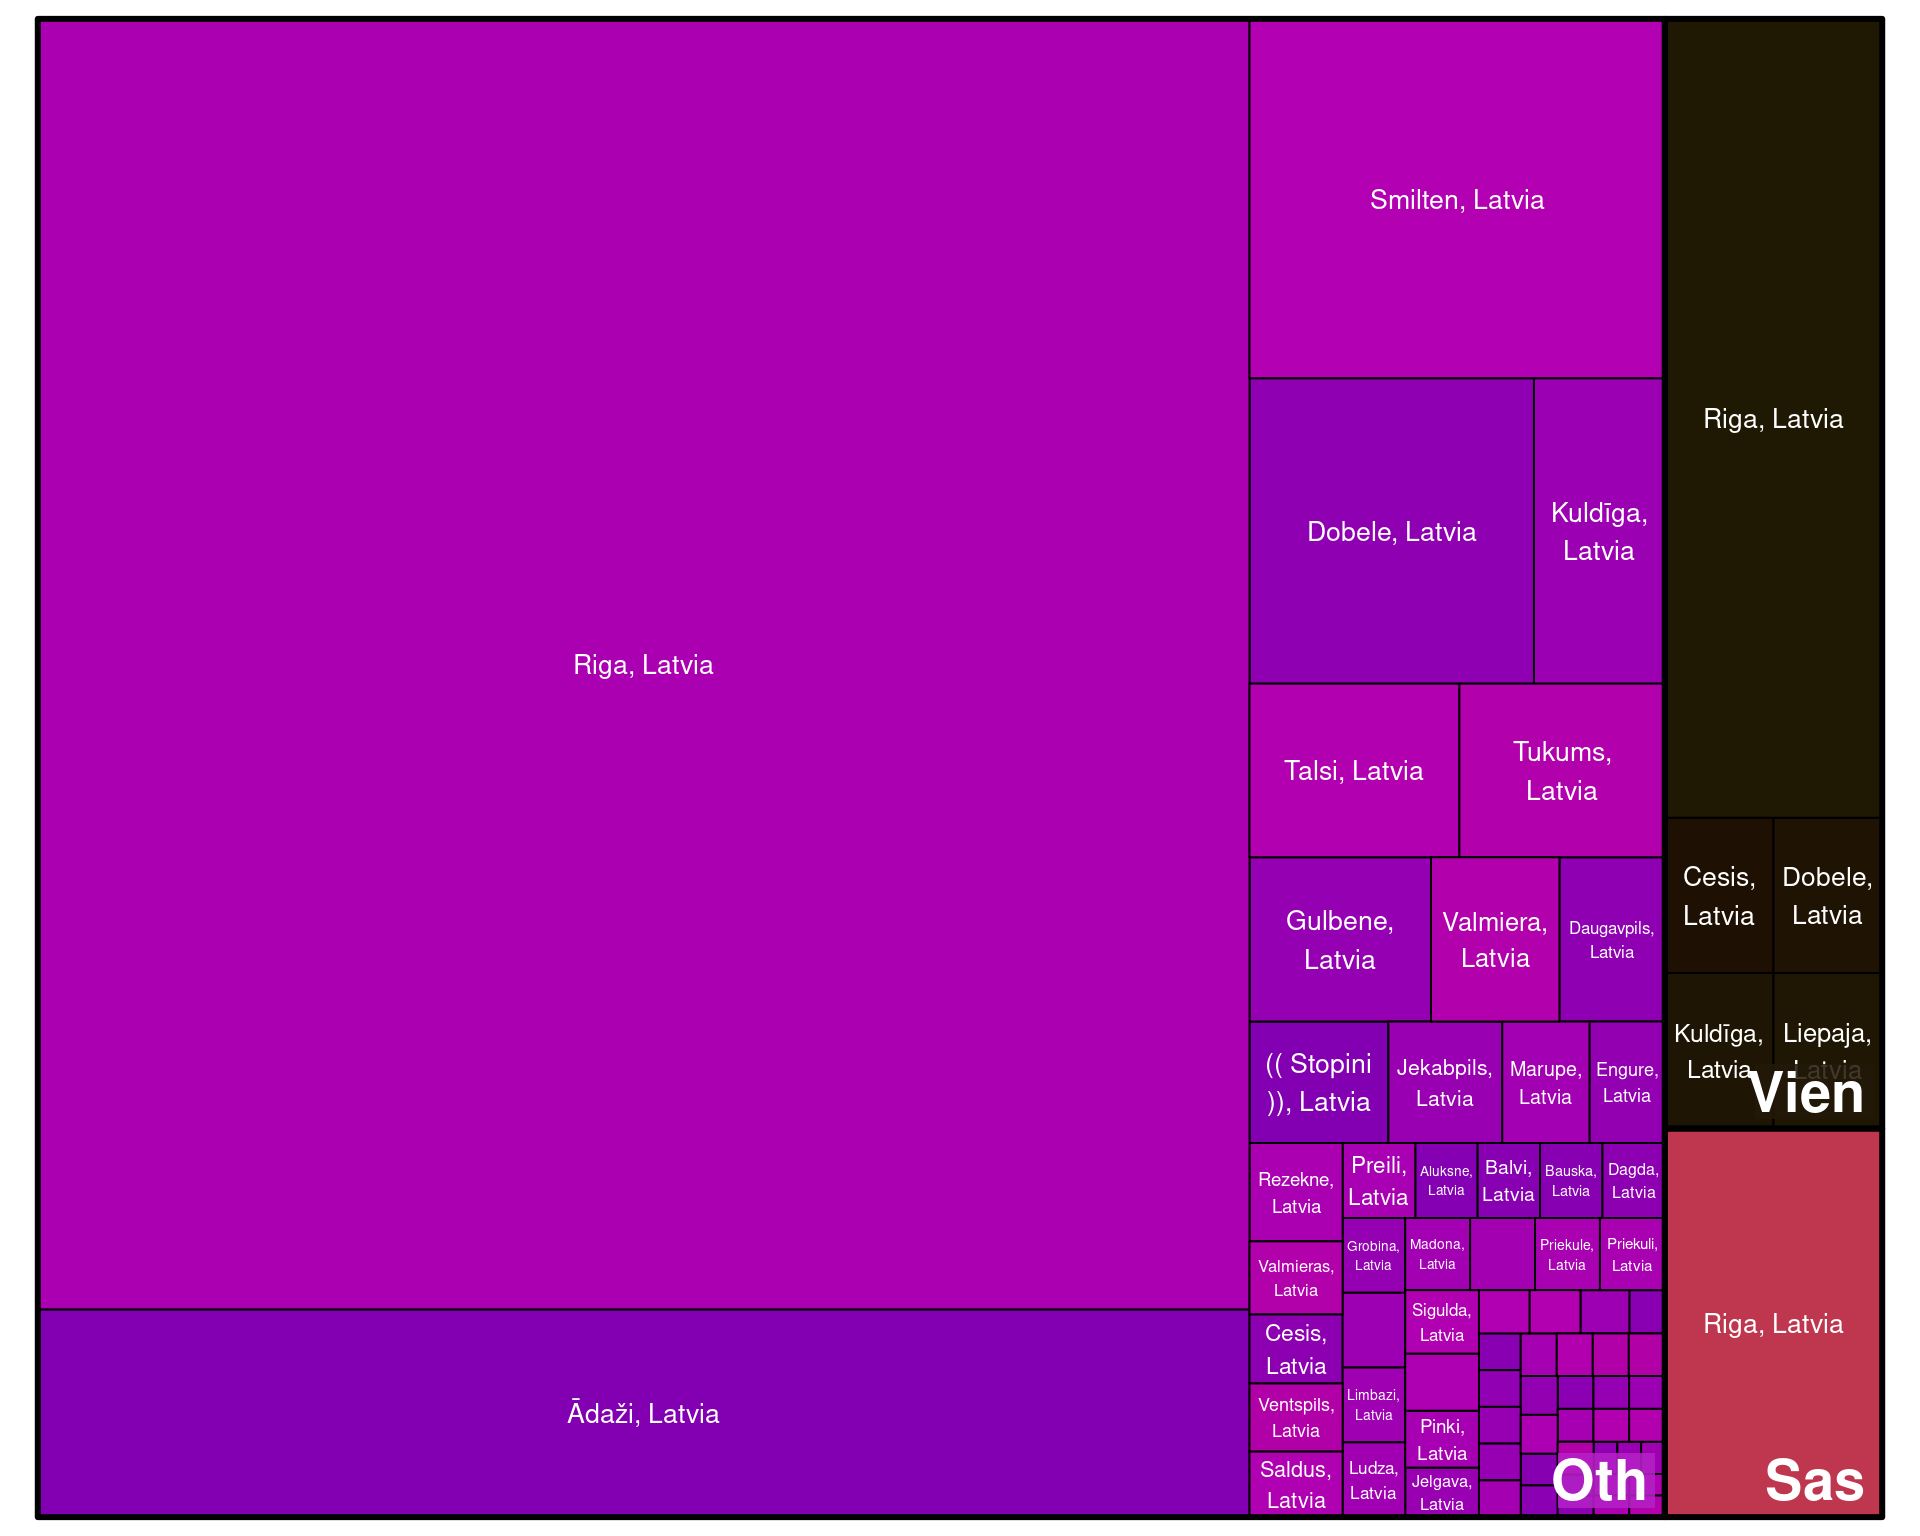 Riga, Latvia
Ādaži, Latvia
Smilten, Latvia
Dobele, Latvia
Kuldīga,
Latvia
Talsi, Latvia
Tukums,
Latvia
Gulbene,
Latvia
Valmiera,
Latvia
Daugavpils,
Latvia
(( Stopini
)), Latvia
Jekabpils,
Latvia
Marupe,
Latvia
Engure,
Latvia
Rezekne,
Latvia
Valmieras,
Latvia
Cesis,
Latvia
Ventspils,
Latvia
Saldus,
Latvia
Preili,
Latvia
Aluksne,
Latvia
Balvi,
Latvia
Bauska,
Latvia
Dagda,
Latvia
Grobina,
Latvia
Madona,
Latvia
Priekule,
Latvia
Priekuli,
Latvia
Limbazi,
Latvia
Ludza,
Latvia
Sigulda,
Latvia
Pinki,
Latvia
Jelgava,
Latvia
Oth
Riga, Latvia
Cesis,
Latvia
Dobele,
Latvia
Kuldīga,
Latvia
Liepaja,
Latvia
Vien
Riga, Latvia
Sas